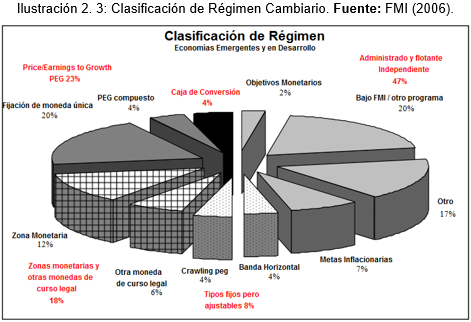 Ilustración 2. 3: Clasificación de Régimen Cambiario. Fuente: FMI (2006).
Clasificación de Régimen
Economías Emergentes y en Desarrollo
Price/Earnings to Growth
PEG 23%
Fijación de moneda única
20%
PEG compuesto
4%
Caja de Conversión
4%
Objetivos Monetarios
2%
Administrado y flotante
Independiente
47%
Bajo FMI / otro programa
20%
Otro
17%
Metas Inflacionarias
7%
Banda Horizontal
4%
Tipos fijos pero
ajustables 8%
Crawling peg
4%
Otra moneda
de curso legal
6%
Zona Monetaria
12%
Zonas monetarias y
otras monedas de
curso legal
18%